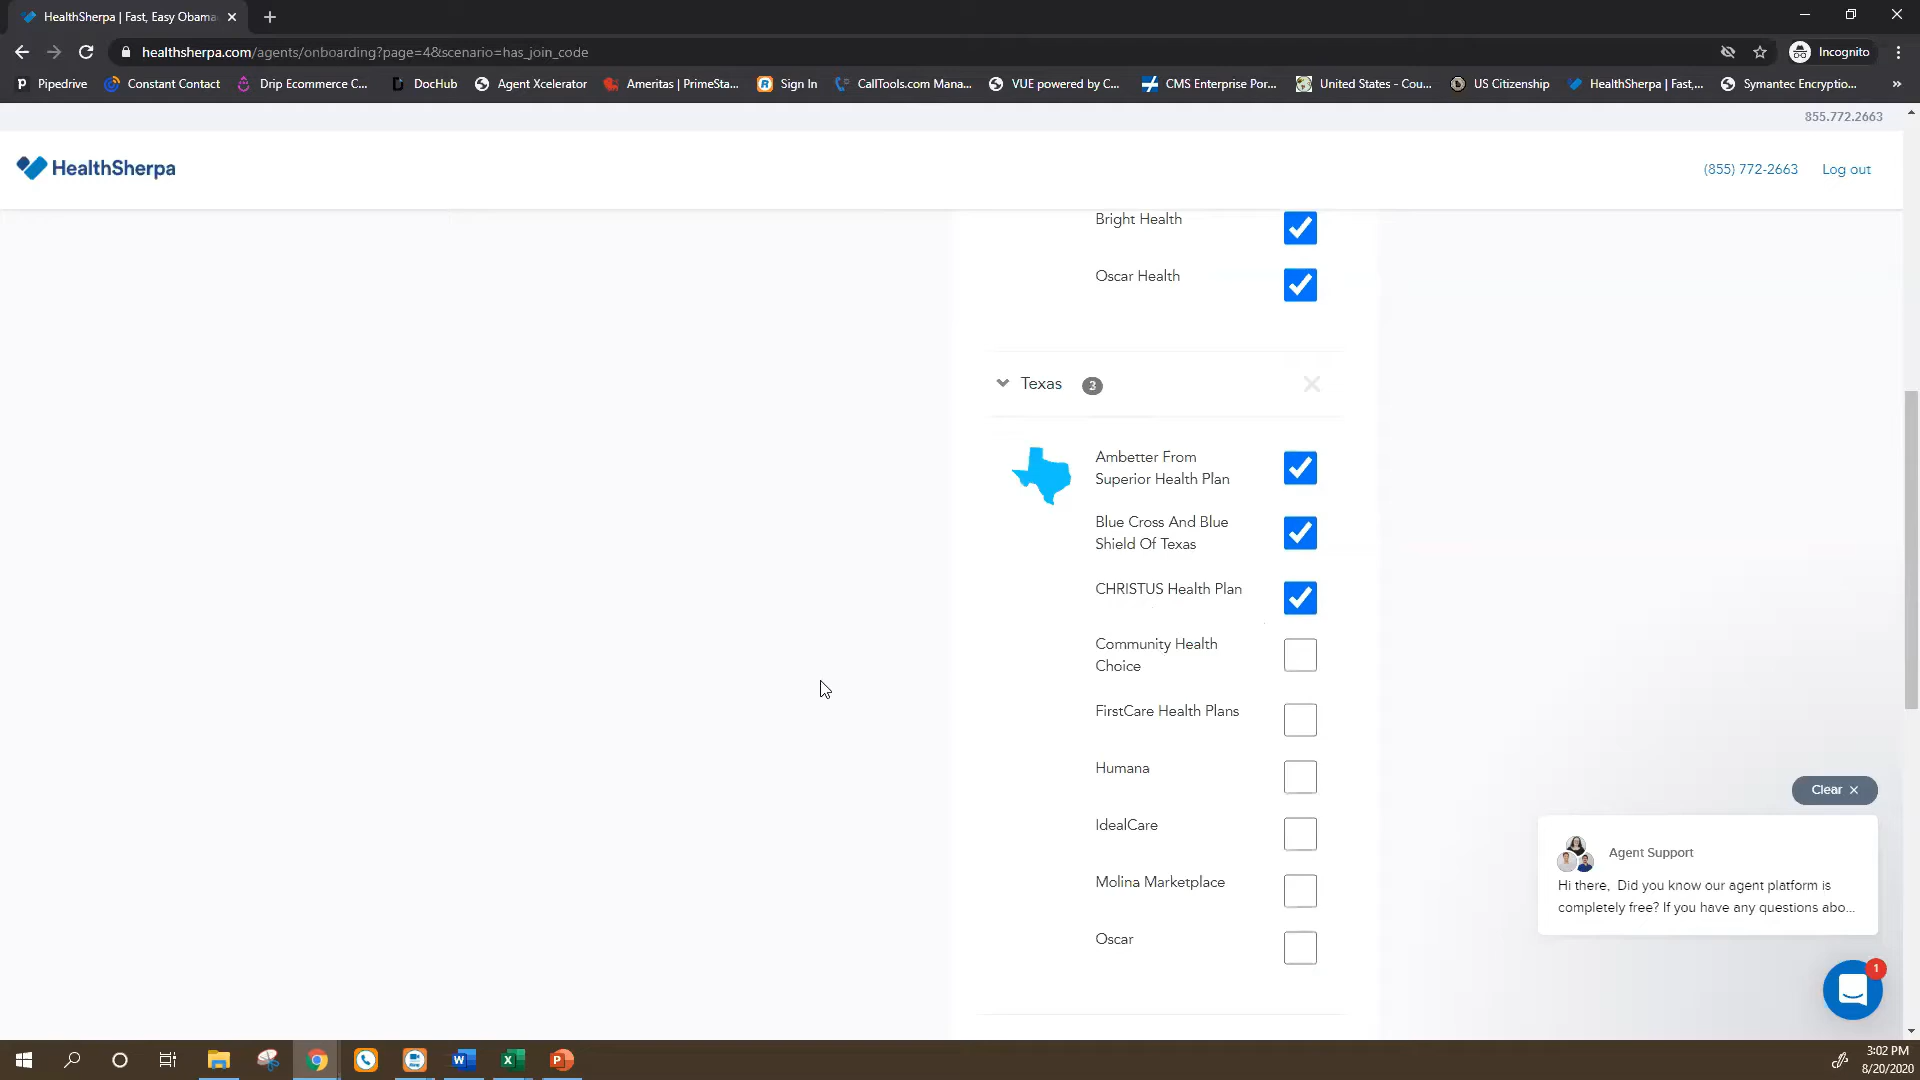 HealthSherpa | Fast, Easy Obama
healthsherpa.com/agents/onboarding?page=4&scenario=has_join_code
Incognito
Pipedrive
Constant Contact
Drip Ecommerce C...
DocHub
Agent Xcelerator
Ameritas | PrimeSta...
Sign In
CallTools.com Mana...
VUE powered by C...
CMS Enterprise Por...
United States - Cou...
US Citizenship
HealthSherpa | Fast,...
Symantec Encryptio...
855.772.2663
HealthSherpa
(855) 772-2663
Log out
Bright Health
Oscar Health
Texas 3
Ambetter From
Superior Health Plan
Blue Cross And Blue
Shield Of Texas
CHRISTUS Health Plan
Community Health
Choice
FirstCare Health Plans
Humana
IdealCare
Molina Marketplace
Oscar
Clear
Agent Support
Hi there, Did you know our agent platform is
completely free? If you have any questions abo...
1
3:02 PM
8/20/2020